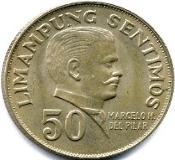 LIMAMPUNG SENTIMOS
50
MARCELO H.
DEL PILAR